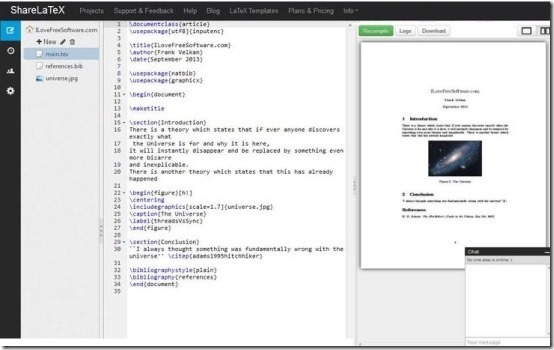 ShareLaTeX Projects Support & Feedback Help Blog LaTeX Templates Plans & Pricing Info
ILoveFreeSoftware.com
+ New
main.tex
references.bib
universe.jpg
1 \documentclass{article}
2 \usepackage[utf8]{inputenc}
3
4 \title{ILoveFreeSoftware.com}
5 \author{Frank Velkan}
6 \date{September 2013}
7
8 \usepackage{natbib}
9 \usepackage{graphicx}
10
11 \begin{document}
12
13 \maketitle
14
15 \section{Introduction}
16 There is a theory which states that if ever anyone discovers
exactly what
17 the Universe is for and why it is here,
18 it will instantly disappear and be replaced by something even
more bizarre
19 and inexplicable.
20 There is another theory which states that this has already
happened
21
22 \begin{figure}[h!]
23 \centering
24 \includegraphics[scale=1.7]{universe.jpg}
25 \caption{The Universe}
26 \label{threadsVsSync}
27 \end{figure}
28
29 \section{Conclusion}
30 ``I always thought something was fundamentally wrong with the
universe'' \citep{adams1995hitchhiker}
31
32 \bibliographystyle{plain}
33 \bibliography{references}
34 \end{document}
35
Recompile Logs Download
ILoveFreeSoftware.com
Frank Velkan
September 2013
1 Introduction
Figure 1: The Universe
2 Conclusion
References
Chat
No one else is online :(
Your message